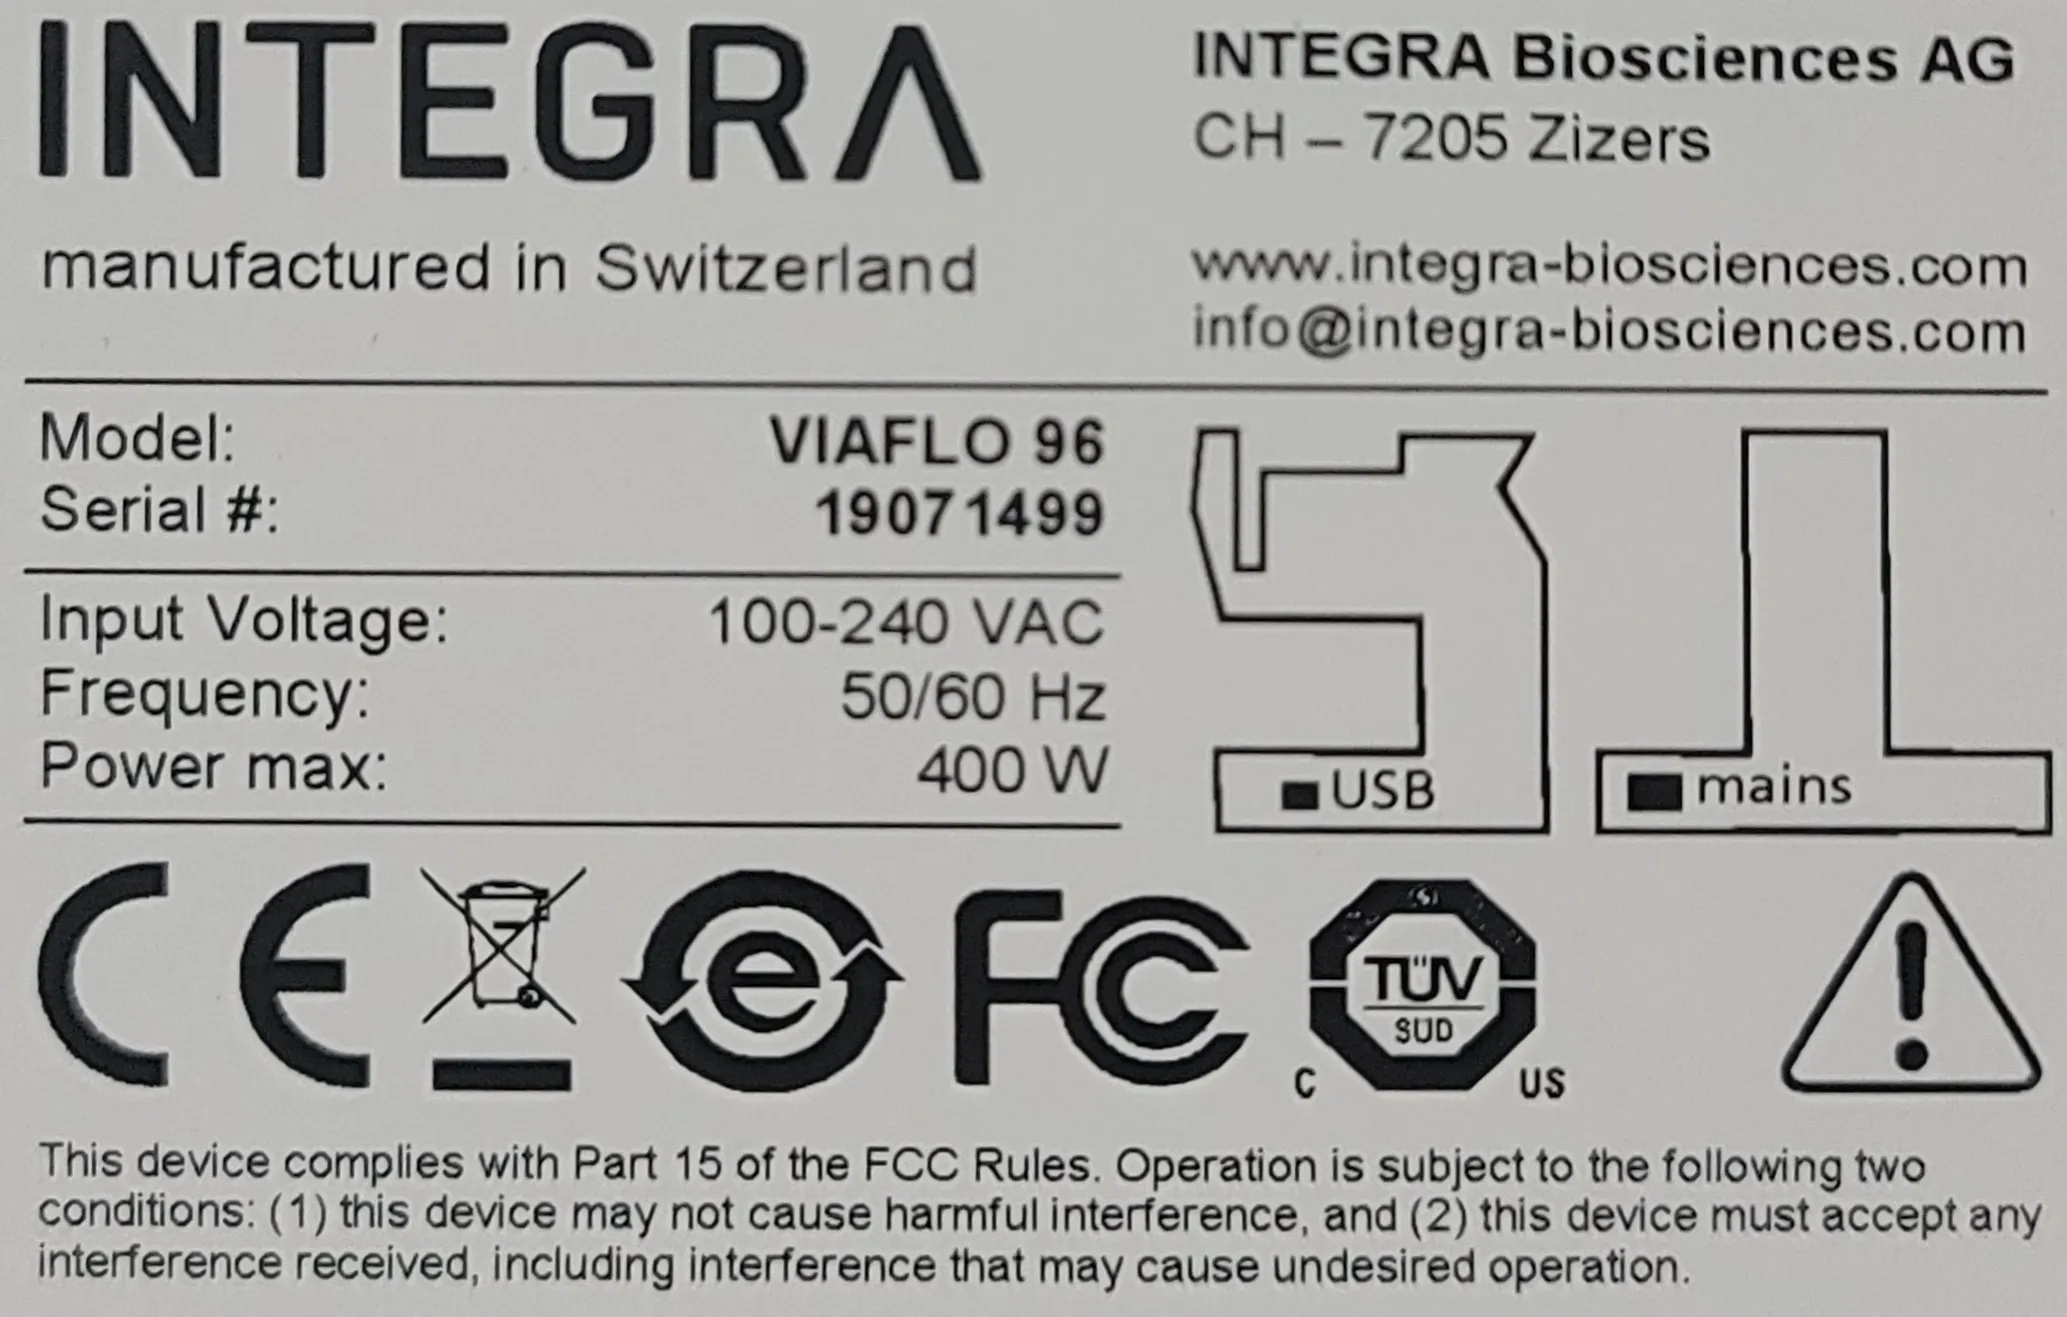 INTEGRA
manufactured in Switzerland
INTEGRA Biosciences AG
CH – 7205 Zizers
www.integra-biosciences.com
info@integra-biosciences.com
Model: VIAFLO 96
Serial #: 19071499
Input Voltage: 100-240 VAC
Frequency: 50/60 Hz
Power max: 400 W
USB
mains
CE
e
FC
TÜV
SÜD
C US
This device complies with Part 15 of the FCC Rules. Operation is subject to the following two
conditions: (1) this device may not cause harmful interference, and (2) this device must accept any
interference received, including interference that may cause undesired operation.